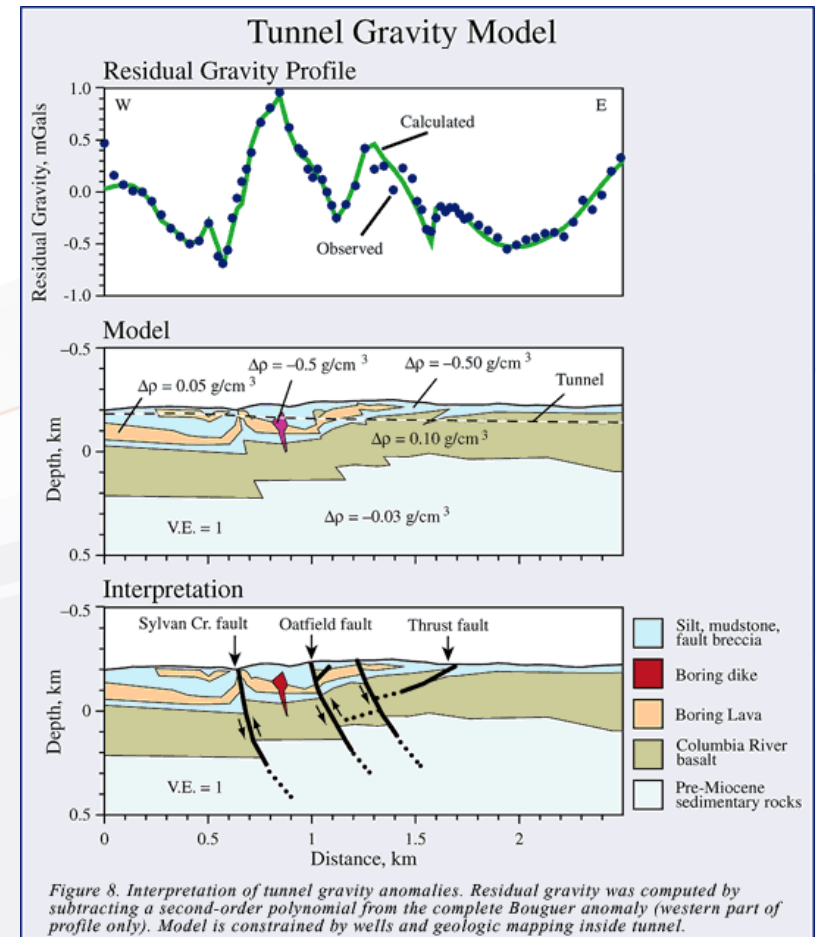 Tunnel Gravity Model
Residual Gravity Profile
Residual Gravity, mGals
1.0
0.5
0.0
-0.5
-1.0
W
E
Calculated
Observed
Model
Depth, km
−0.5
0
0.5
Δρ = 0.05 g/cm 3
Δρ = −0.5 g/cm 3
Δρ = −0.50 g/cm 3
Tunnel
Δρ = 0.10 g/cm 3
Δρ = −0.03 g/cm 3
V.E. = 1
Interpretation
Depth, km
−0.5
0
0.5
Sylvan Cr. fault
Oatfield fault
Thrust fault
V.E. = 1
0
0.5
1
1.5
2
Distance, km
Silt, mudstone,
fault breccia
Boring dike
Boring Lava
Columbia River
basalt
Pre-Miocene
sedimentary rocks
Figure 8. Interpretation of tunnel gravity anomalies. Residual gravity was computed by
subtracting a second-order polynomial from the complete Bouguer anomaly (western part of
profile only). Model is constrained by wells and geologic mapping inside tunnel.